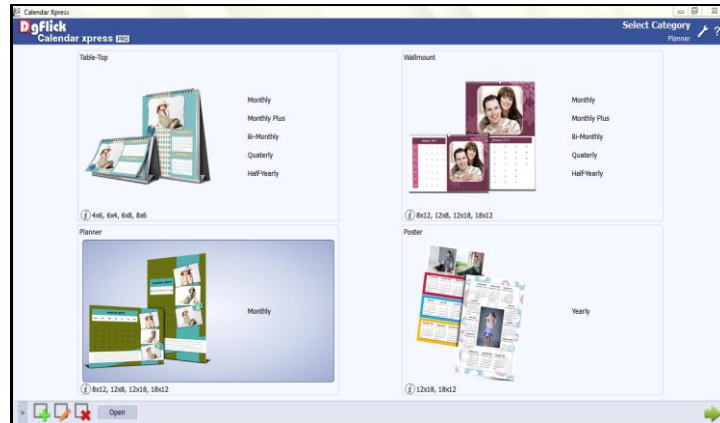 Calendar Xpress
DgFlick
Calendar xpress PRO
Select Category
Planner
?
Table-Top
Monthly
Monthly Plus
Bi-Monthly
Quaterly
Half-Yearly
4x6, 6x4, 6x8, 8x6
Wallmount
Monthly
Monthly Plus
Bi-Monthly
Quaterly
Half-Yearly
8x12, 12x8, 12x18, 18x12
Planner
Monthly
8x12, 12x8, 12x18, 18x12
Poster
Yearly
12x18, 18x12
> Open